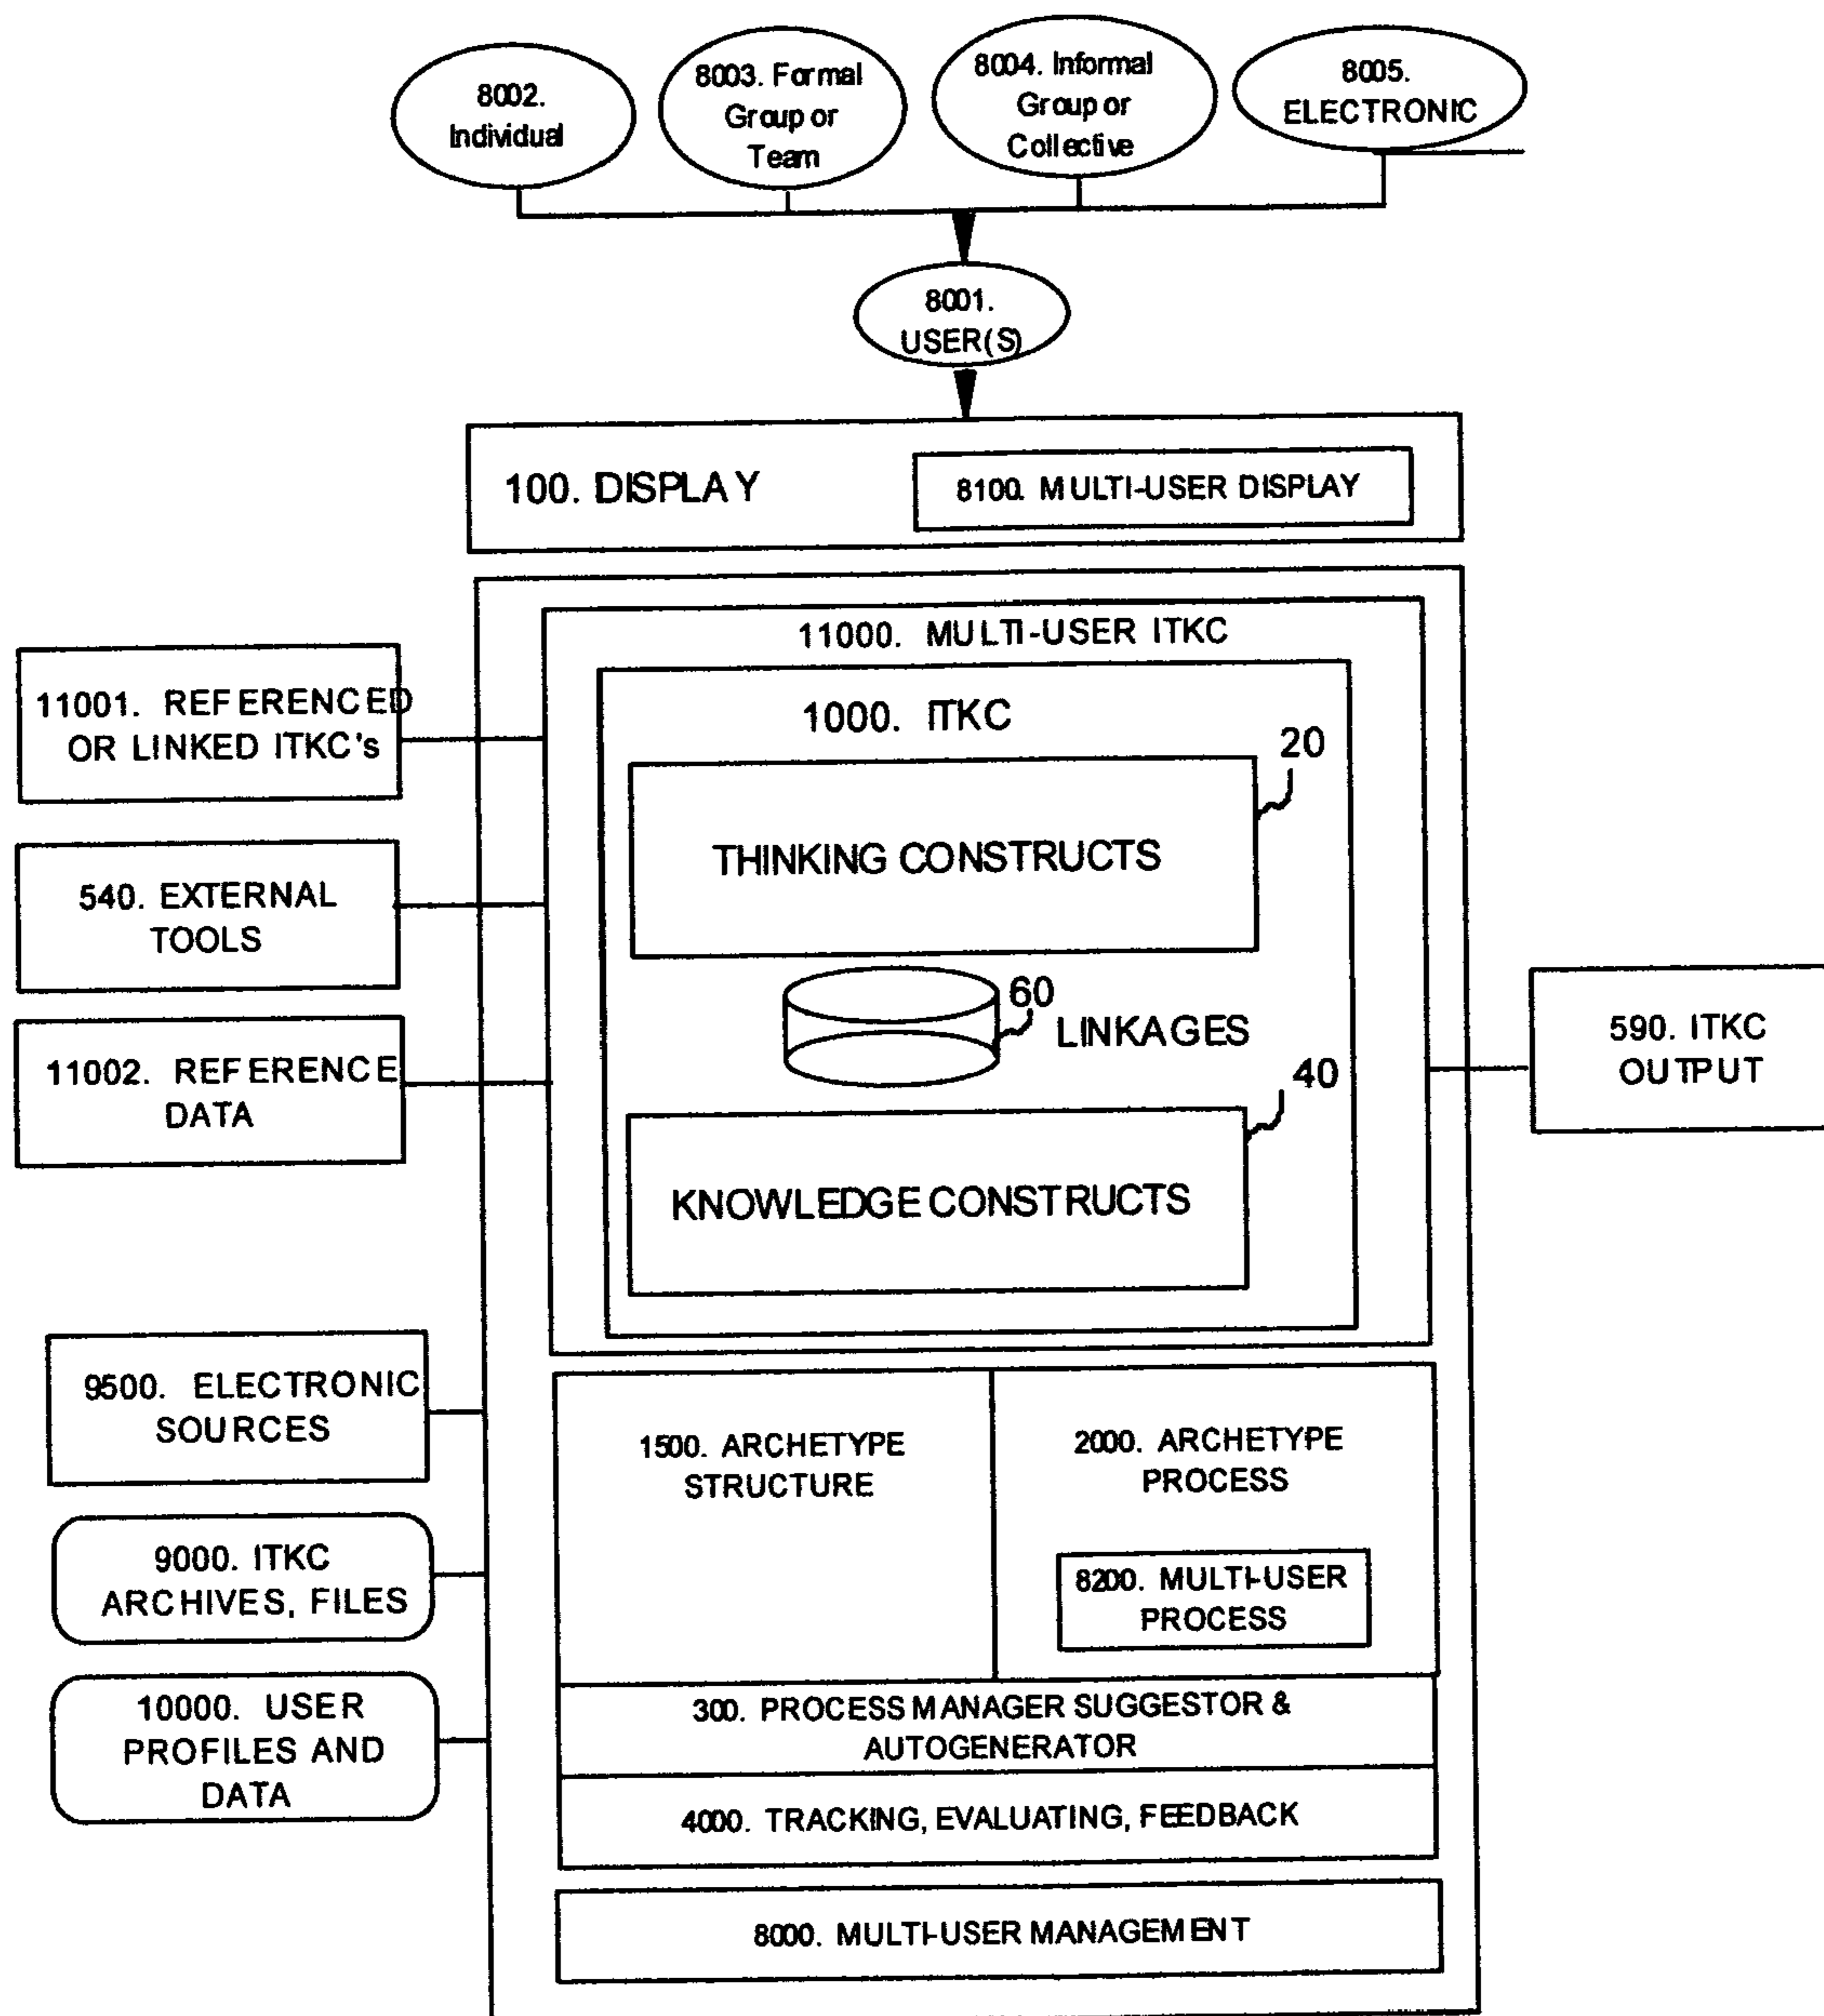 8002.
Individual
8003. Formal
Group or
Team
8004. Informal
Group or
Collective
8005.
ELECTRONIC
8001.
USER(S)
100. DISPLAY
8100. MULTI-USER DISPLAY
11000. MULTI-USER ITKC
11001. REFERENCED
OR LINKED ITKC's
1000. ITKC
20
THINKING CONSTRUCTS
540. EXTERNAL
TOOLS
60
LINKAGES
590. ITKC
OUTPUT
11002. REFERENCE
DATA
40
KNOWLEDGE CONSTRUCTS
9500. ELECTRONIC
SOURCES
1500. ARCHETYPE
STRUCTURE
2000. ARCHETYPE
PROCESS
9000. ITKC
ARCHIVES, FILES
8200. MULTI-USER
PROCESS
10000. USER
PROFILES AND
DATA
300. PROCESS MANAGER SUGGESTOR &
AUTOGENERATOR
4000. TRACKING, EVALUATING, FEEDBACK
8000. MULTI-USER MANAGEMENT